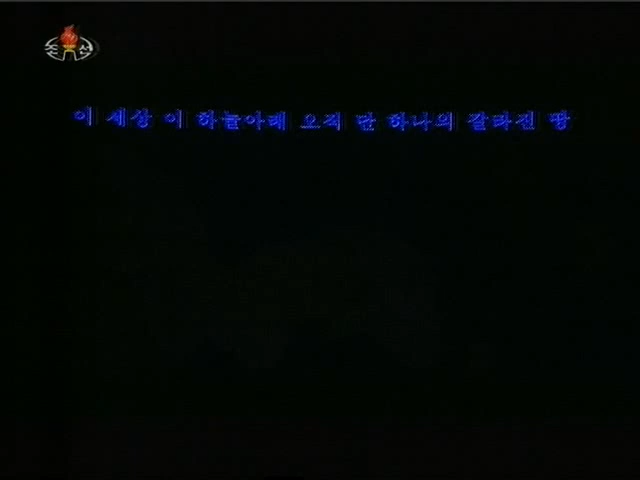 조선
이 세상 이 하늘아래 오직 단 하나의 갈라진 땅